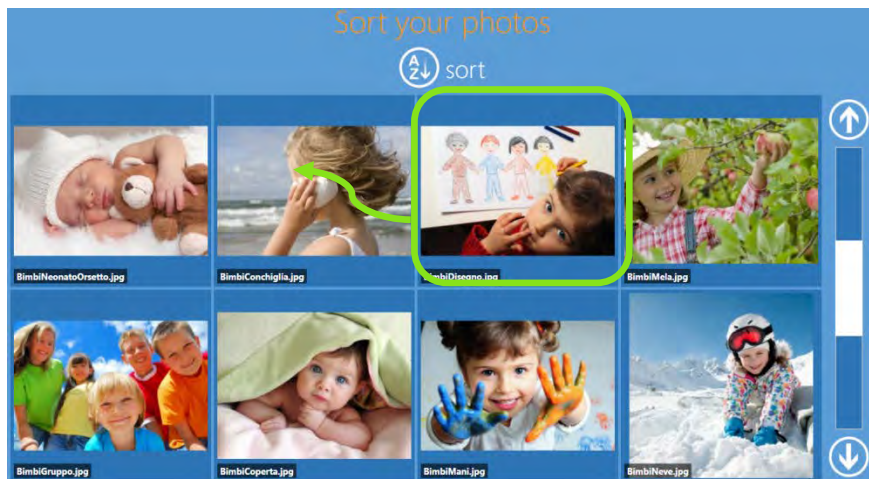 Sort your photos
A
Z
sort
BimbiNeonatoOrsetto.jpg
BimbiConchiglia.jpg
BimbiDisegno.jpg
BimbiMela.jpg
BimbiGruppo.jpg
BimbiCoperta.jpg
BimbiMani.jpg
BimbiNeve.jpg